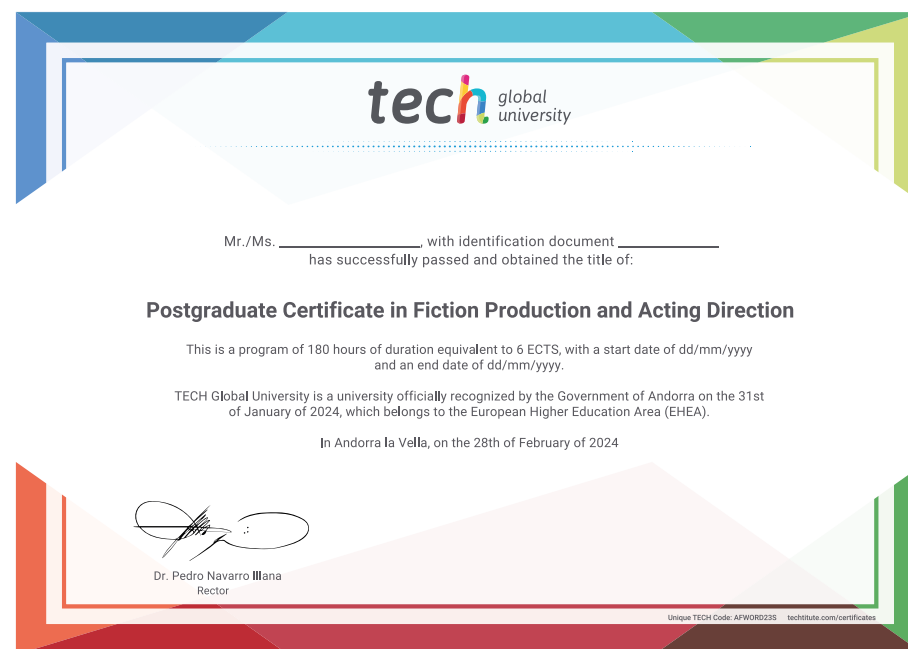 tech global
university
Mr./Ms. ____________, with identification document ____________
has successfully passed and obtained the title of:
Postgraduate Certificate in Fiction Production and Acting Direction
This is a program of 180 hours of duration equivalent to 6 ECTS, with a start date of dd/mm/yyyy
and an end date of dd/mm/yyyy.
TECH Global University is a university officially recognized by the Government of Andorra on the 31st
of January of 2024, which belongs to the European Higher Education Area (EHEA).
In Andorra la Vella, on the 28th of February of 2024
Dr. Pedro Navarro Illana
Rector
Unique TECH Code: AFWORD23S techtitute.com/certificates